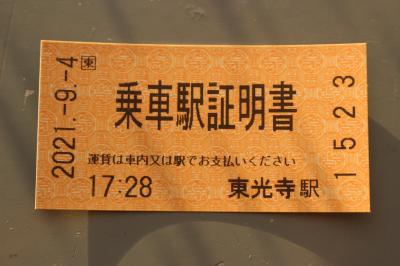 2021.-9.-4
東
乗車駅証明書
運賃は車内又は駅でお支払いください
17:28
東光寺駅
1523